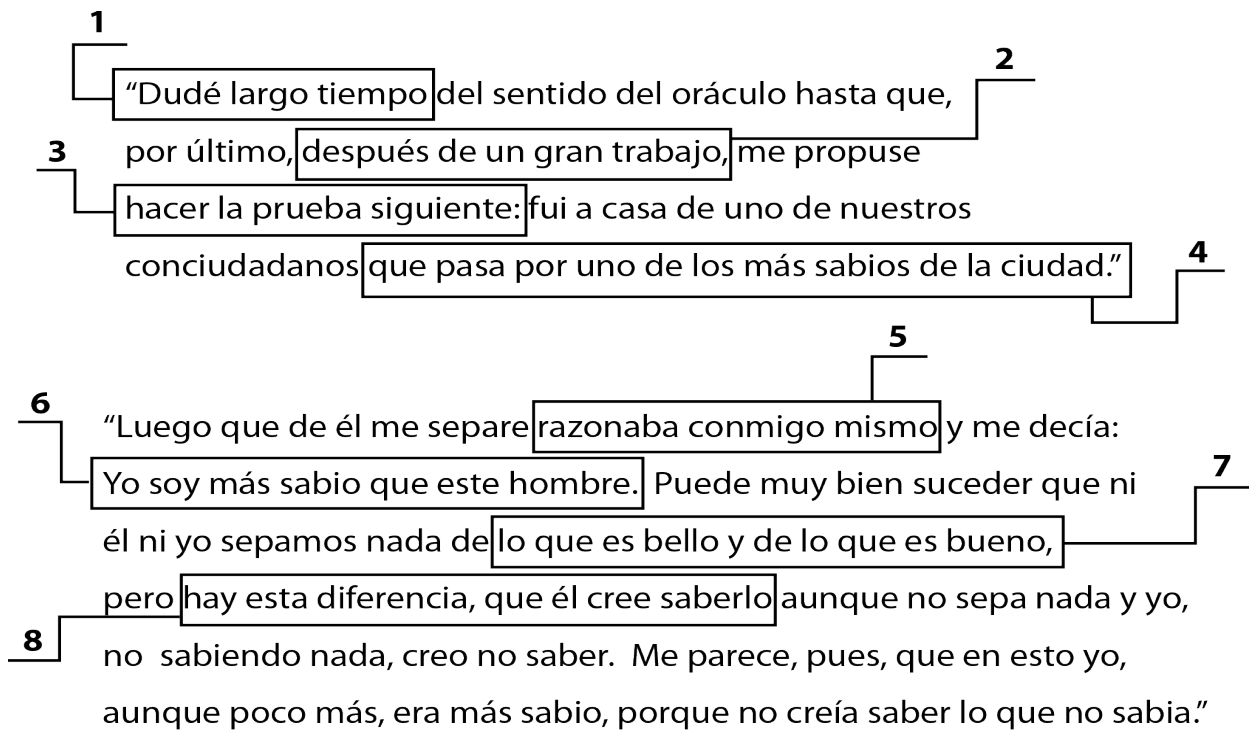 1
2
“Dudé largo tiempo del sentido del oráculo hasta que,
3
por último, después de un gran trabajo, me propuse
hacer la prueba siguiente: fui a casa de uno de nuestros
4
conciudadanos que pasa por uno de los más sabios de la ciudad.”
5
6
“Luego que de él me separe razonaba conmigo mismo y me decía:
7
Yo soy más sabio que este hombre. Puede muy bien suceder que ni
él ni yo sepamos nada de lo que es bello y de lo que es bueno,
pero hay esta diferencia, que él cree saberlo aunque no sepa nada y yo,
8
no sabiendo nada, creo no saber. Me parece, pues, que en esto yo,
aunque poco más, era más sabio, porque no creía saber lo que no sabia.”